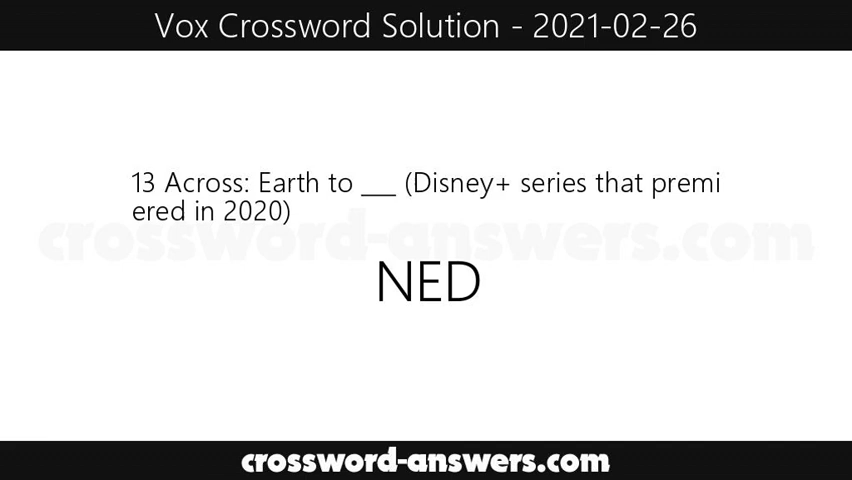 Vox Crossword Solution - 2021-02-26
13 Across: Earth to ___ (Disney+ series that premi
ered in 2020)
crossword-answers.com
NED
crossword-answers.com